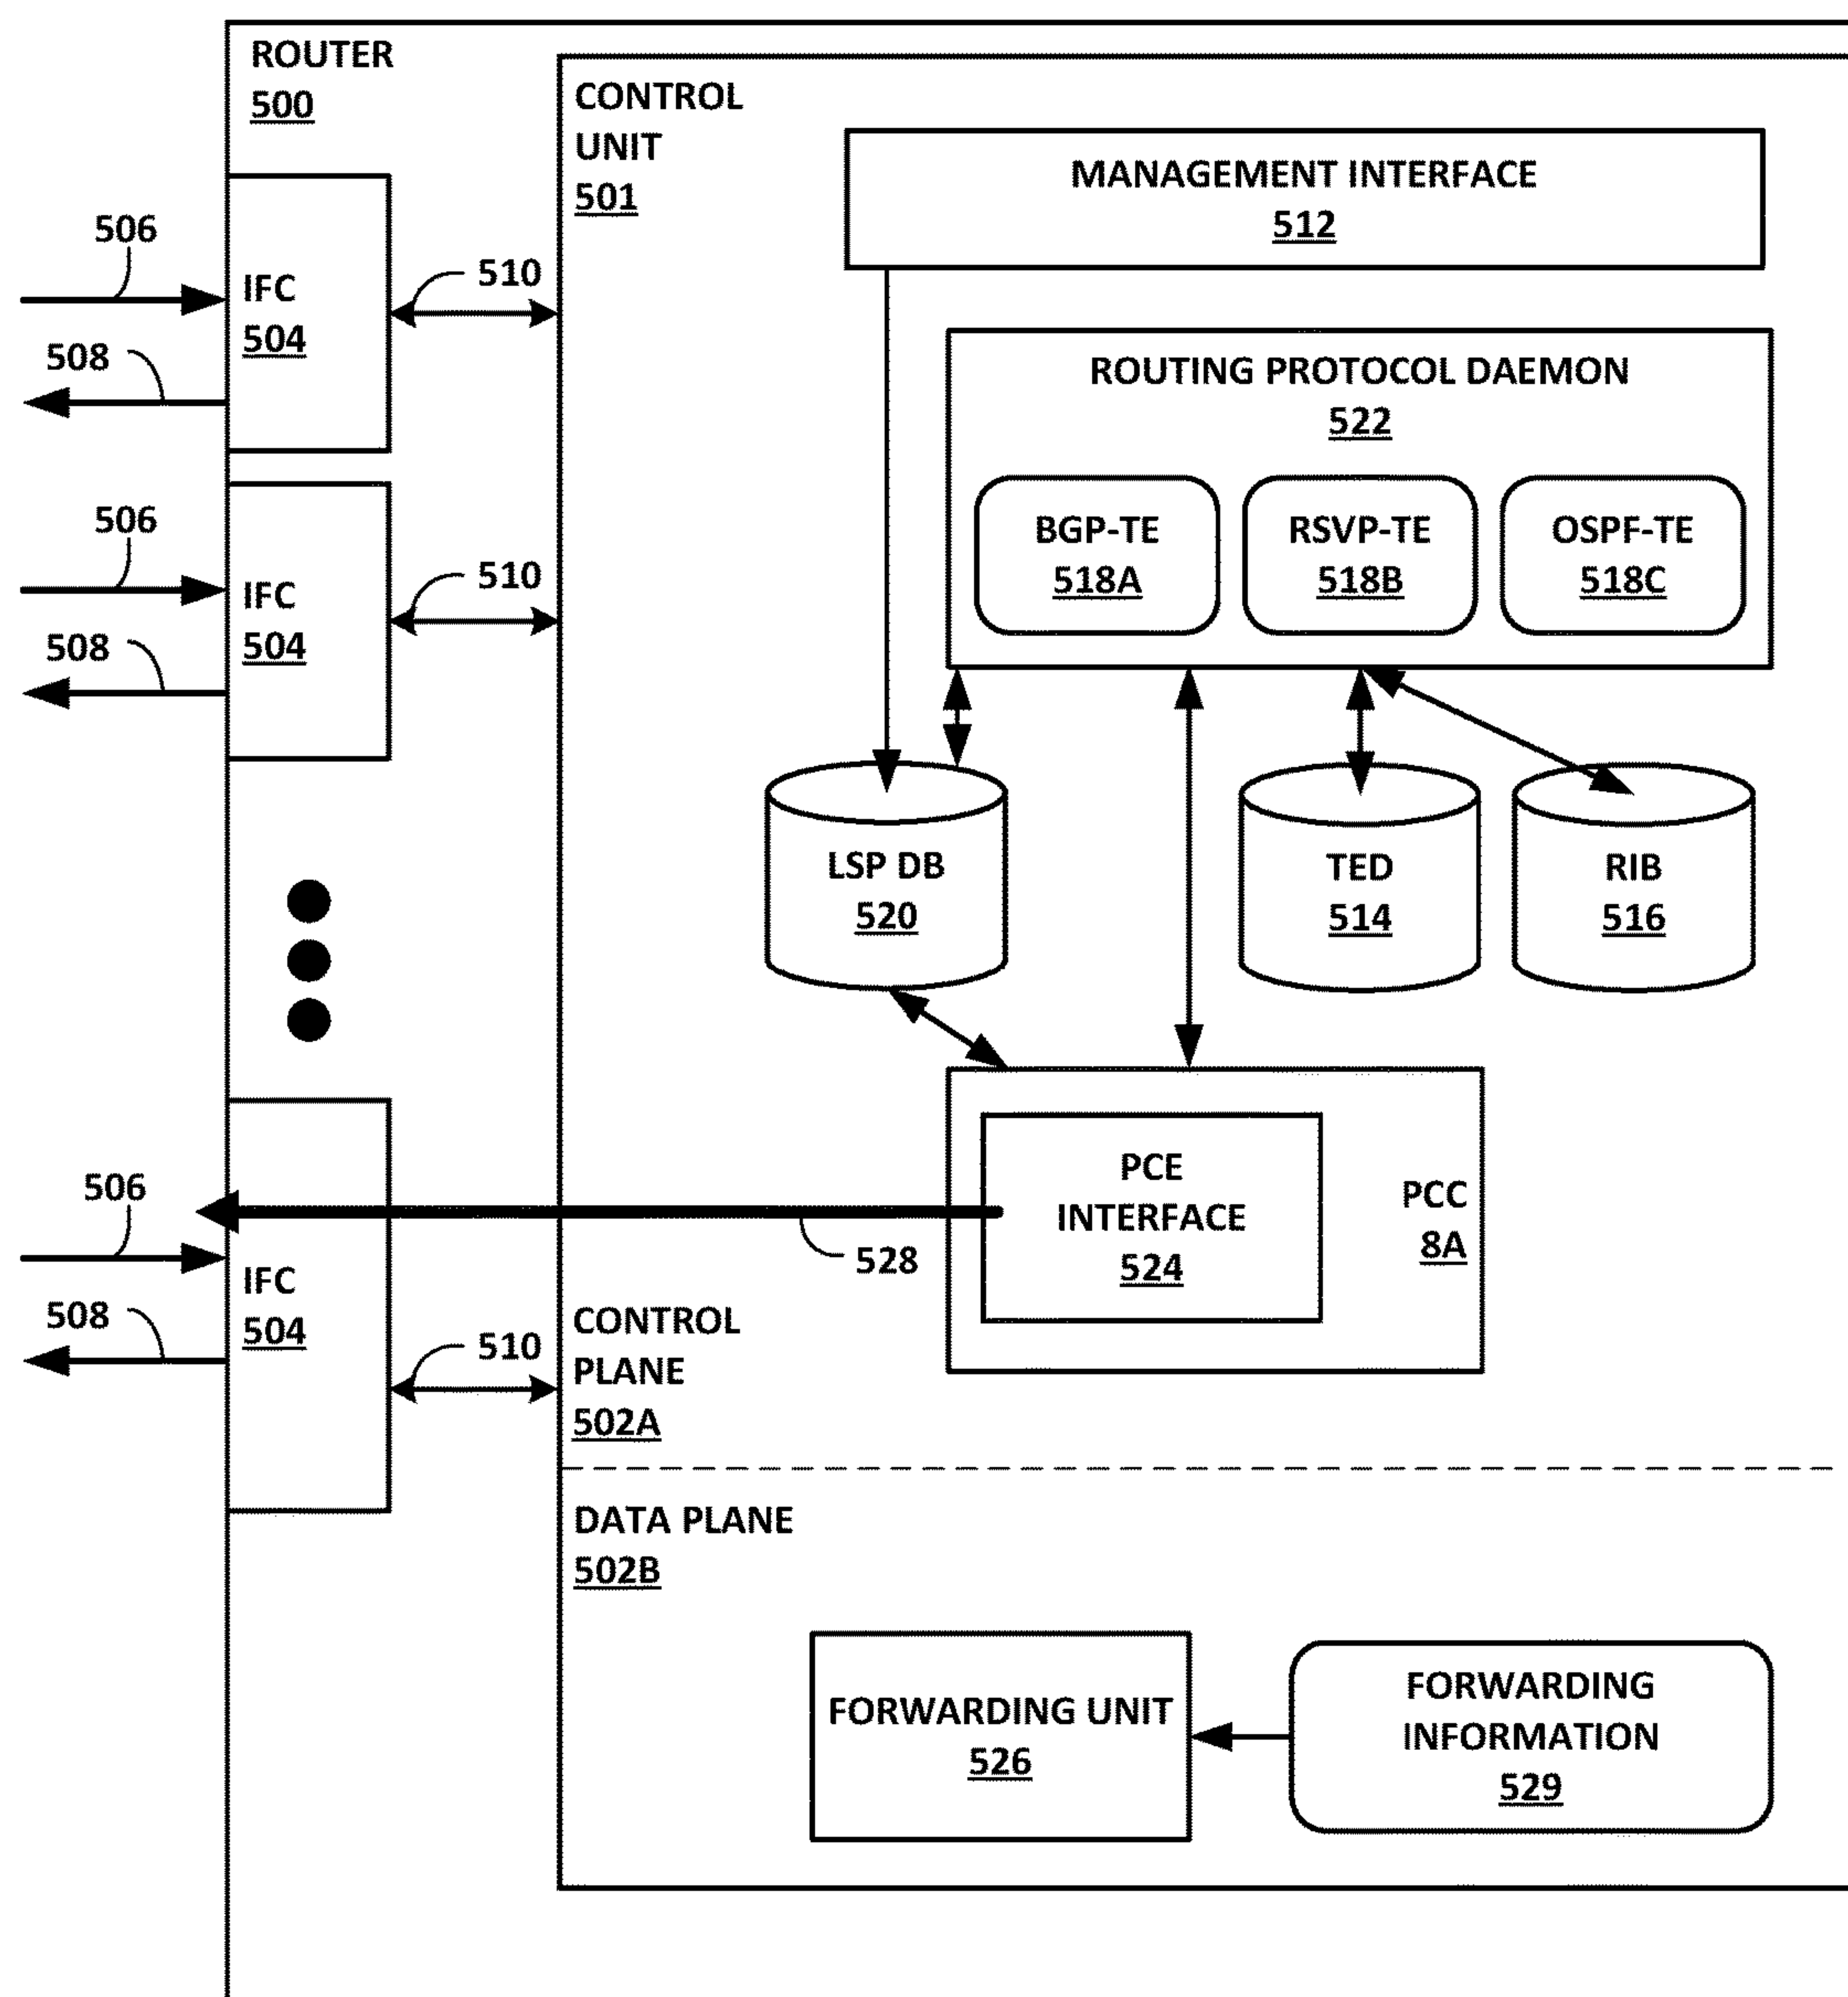 ROUTER
500
CONTROL
UNIT
501
MANAGEMENT INTERFACE
512
506
IFC
504
508
510
ROUTING PROTOCOL DAEMON
522
BGP-TE
518A
RSVP-TE
518B
OSPF-TE
518C
506
IFC
504
508
510
LSP DB
520
TED
514
RIB
516
506
IFC
504
508
510
528
PCE
INTERFACE
524
PCC
8A
CONTROL
PLANE
502A
DATA PLANE
502B
FORWARDING UNIT
526
FORWARDING
INFORMATION
529